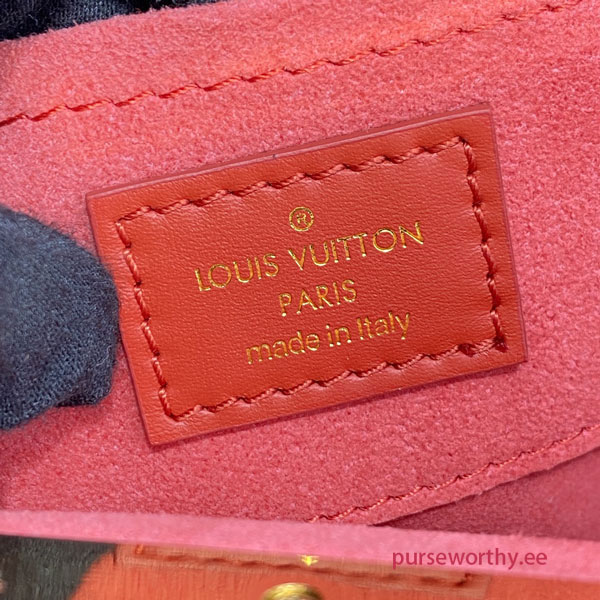 ®
LOUIS VUITTON
PARIS
made in Italy
purseworthy.ee